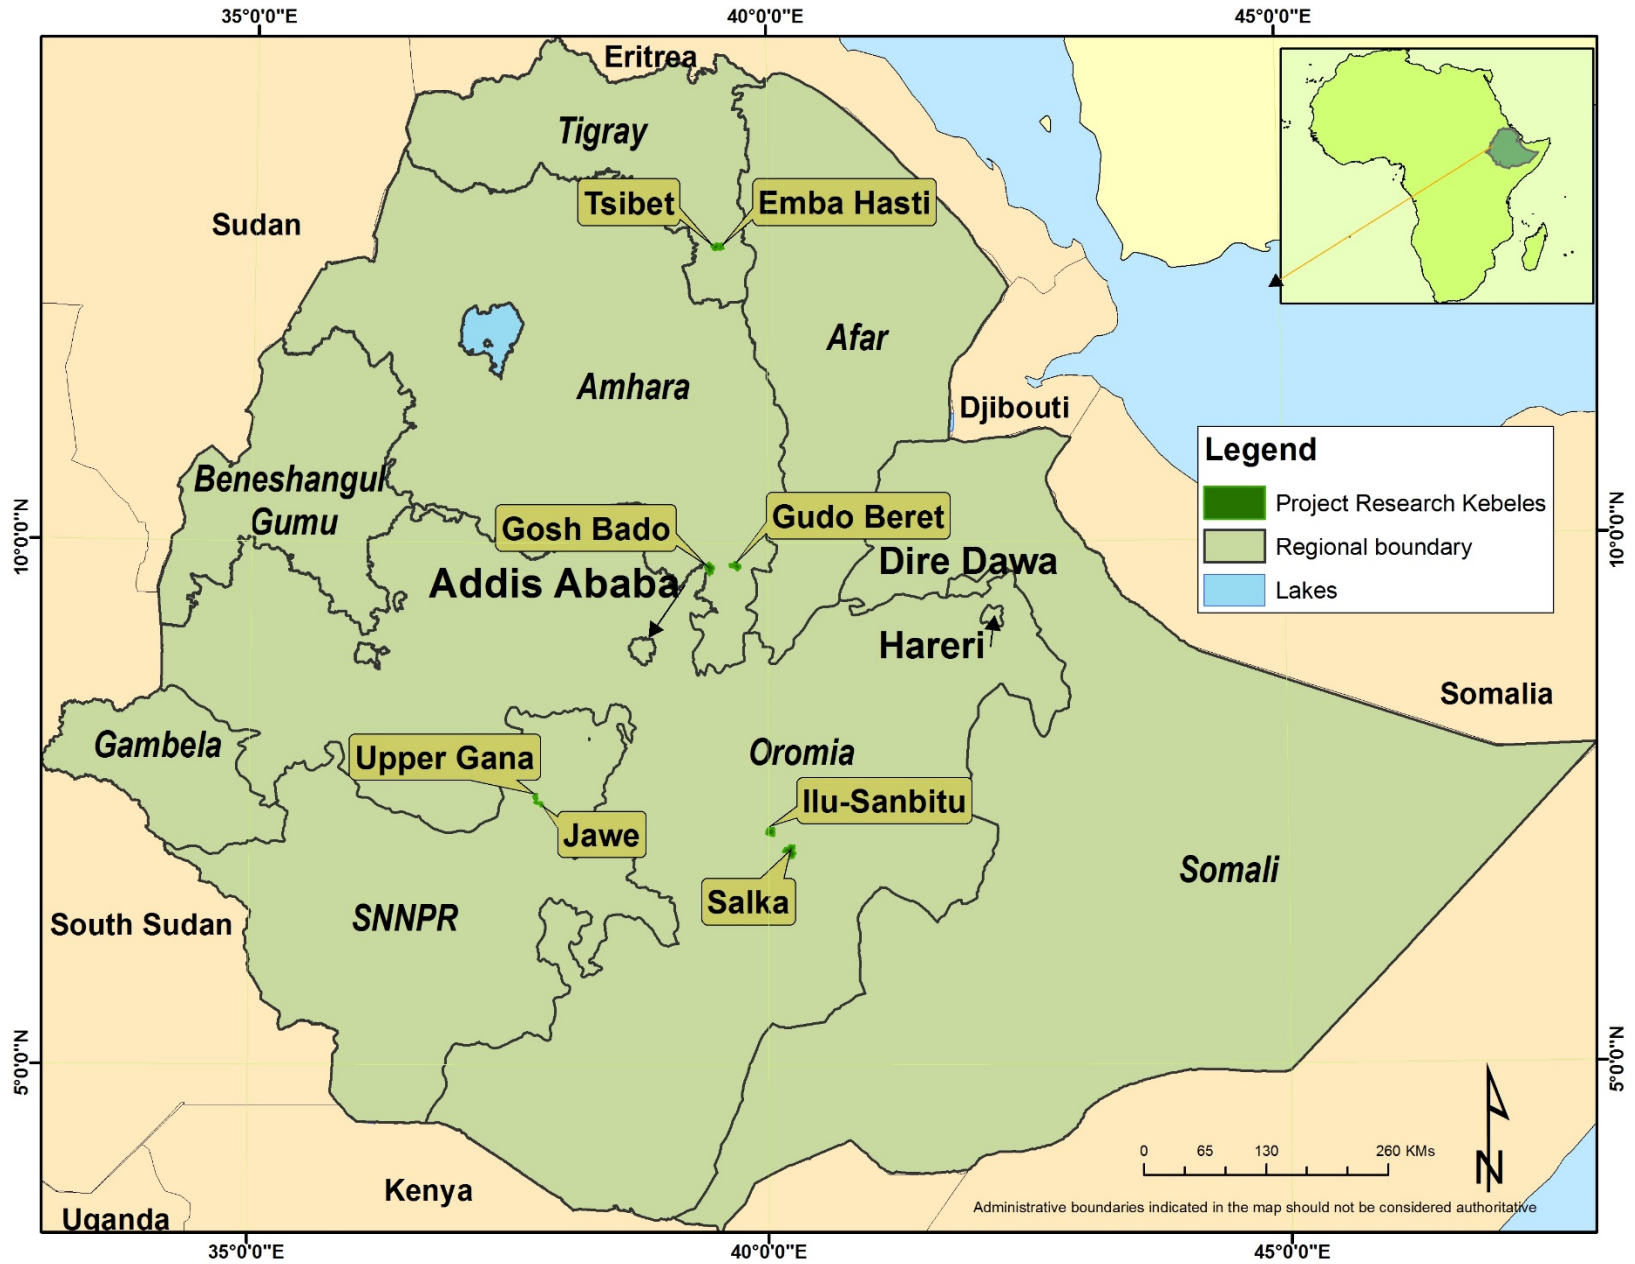 35°0'0"E
40°0'0"E
45°0'0"E
Eritrea
Tigray
Tsibet
Emba Hasti
Sudan
Afar
Amhara
Djibouti
Legend
Project Research Kebeles
Regional boundary
Lakes
Beneshangul
Gumu
Gosh Bado
Gudo Beret
10°0'0"N
10°0'0"N
Addis Ababa
Dire Dawa
Hareri
Somalia
Gambela
Upper Gana
Oromia
Ilu-Sanbitu
Jawe
Somali
Salka
SNNPR
South Sudan
5°0'0"N
5°0'0"N
0 65 130 260 KMs
N
Kenya
Administrative boundaries indicated in the map should not be considered authoritative
Uganda
35°0'0"E
40°0'0"E
45°0'0"E